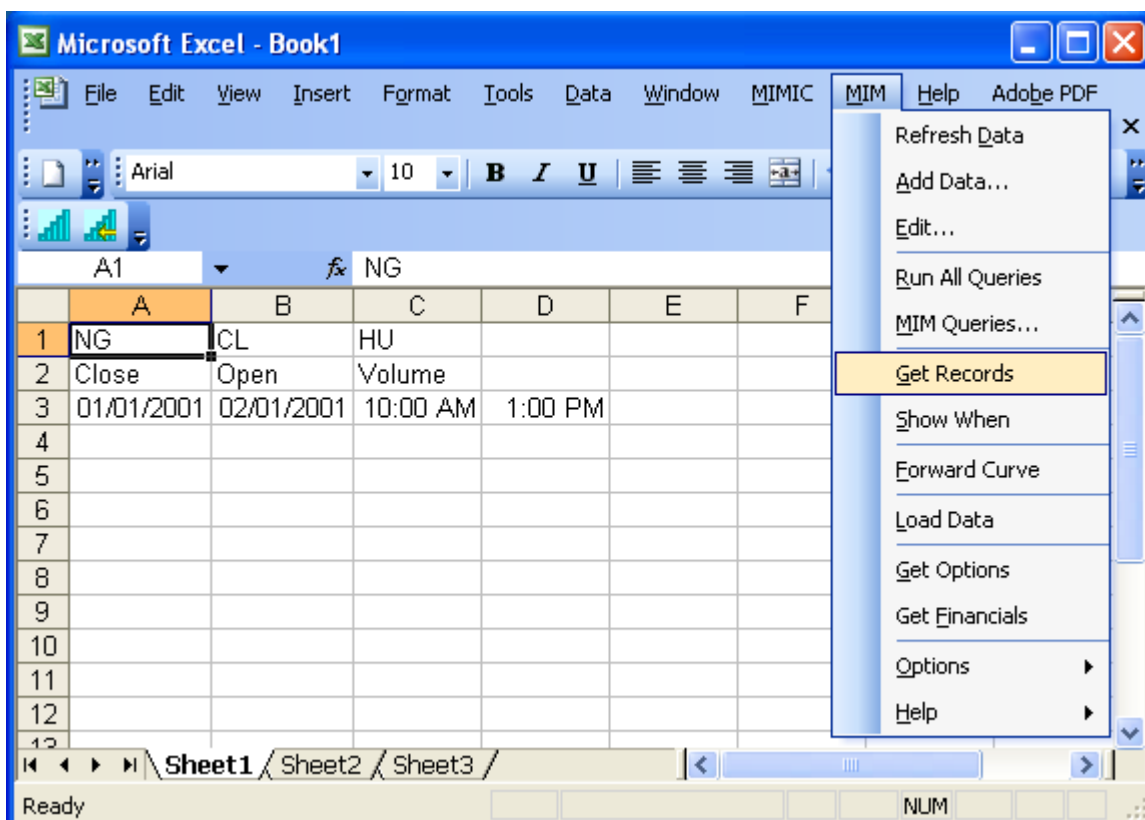 Microsoft Excel - Book1
File Edit View Insert Format Tools Data Window MIMIC MIM Help Adobe PDF
Arial 10 B I U
A1 fx NG
A B C D E F
1 NG CL HU
2 Close Open Volume
3 01/01/2001 02/01/2001 10:00 AM 1:00 PM
4
5
6
7
8
9
10
11
12
13
Refresh Data
Add Data...
Edit...
Run All Queries
MIM Queries...
Get Records
Show When
Forward Curve
Load Data
Get Options
Get Financials
Options
Help
Sheet1 Sheet2 Sheet3
Ready NUM